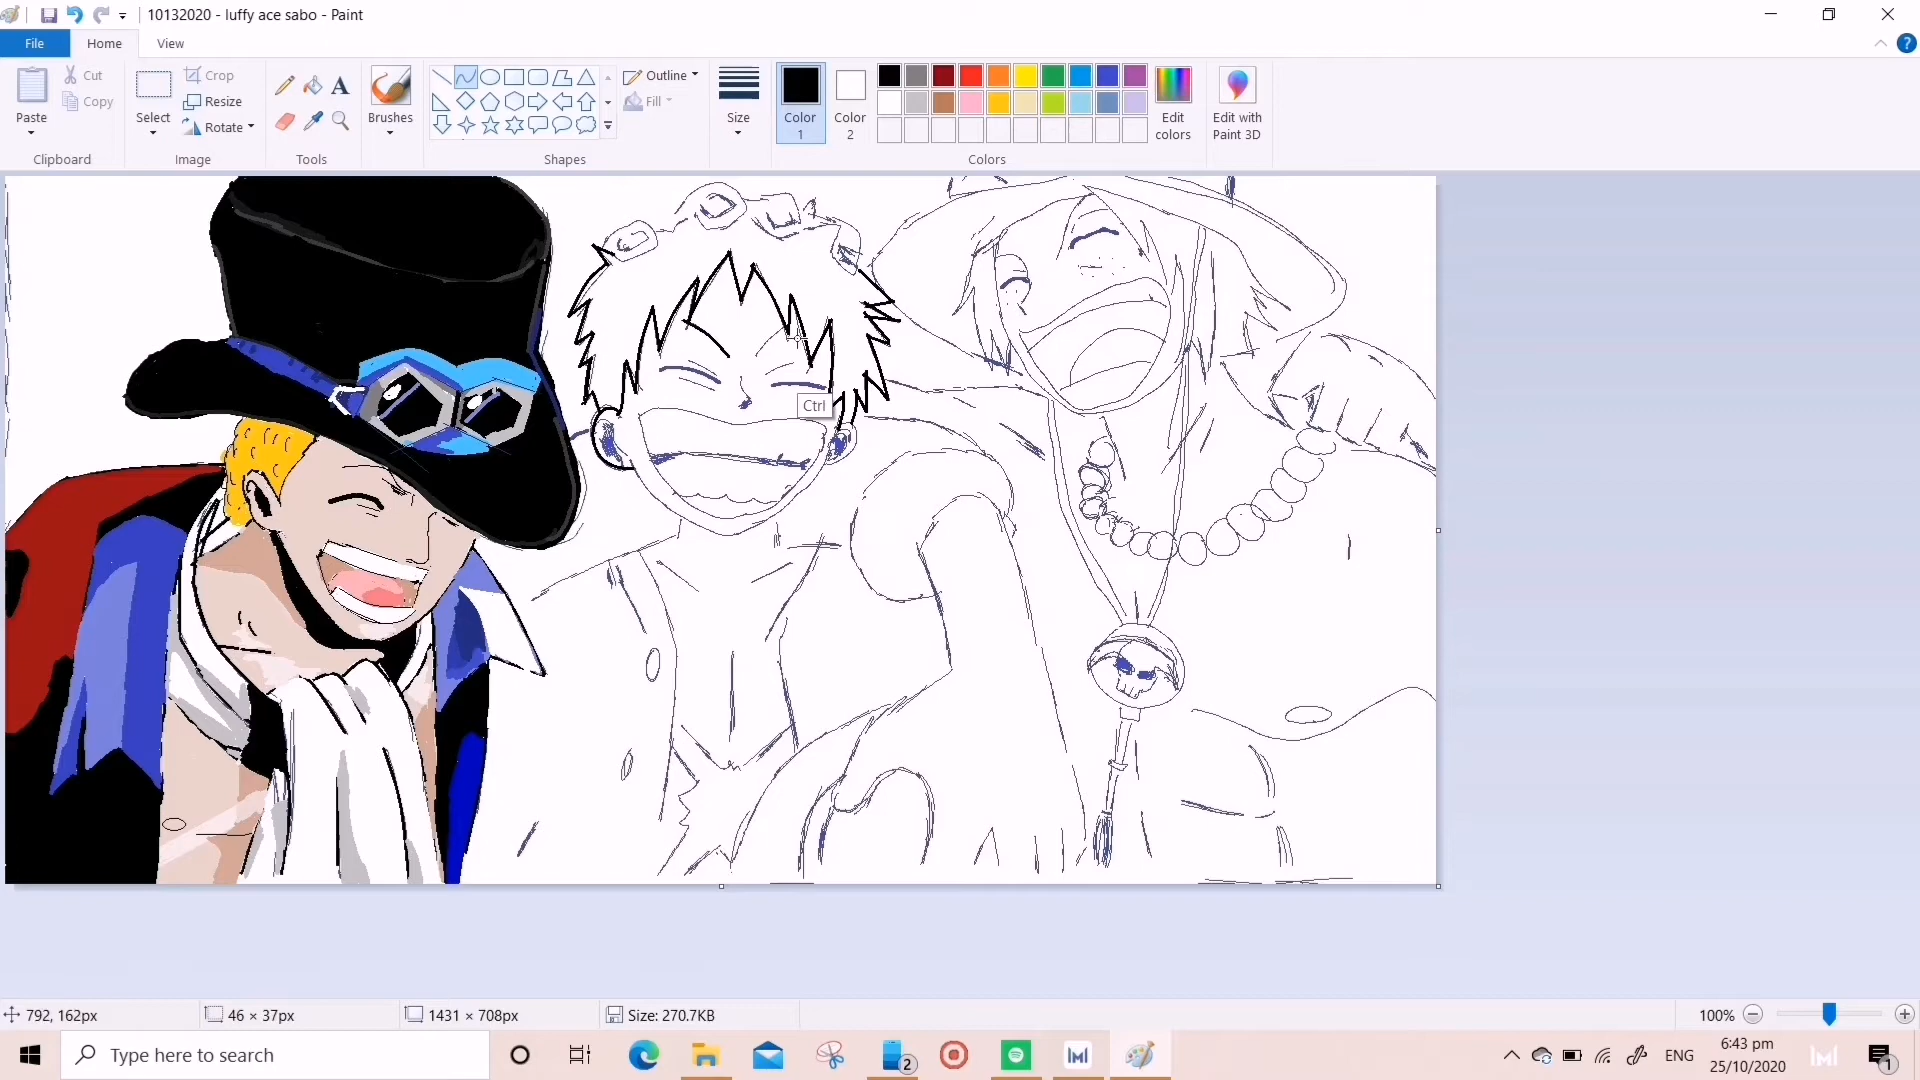 10132020 - luffy ace sabo - Paint
File
Home
View
Paste
Cut
Copy
Clipboard
Select
Crop
Resize
Rotate
Image
A
Tools
Brushes
Outline
Fill
Shapes
Size
Color
1
Color
2
Edit
colors
Colors
Edit with
Paint 3D
?
Ctrl
792, 162px
46 × 37px
1431 × 708px
Size: 270.7KB
100%
Type here to search
2
ENG
6:43 pm
25/10/2020
1